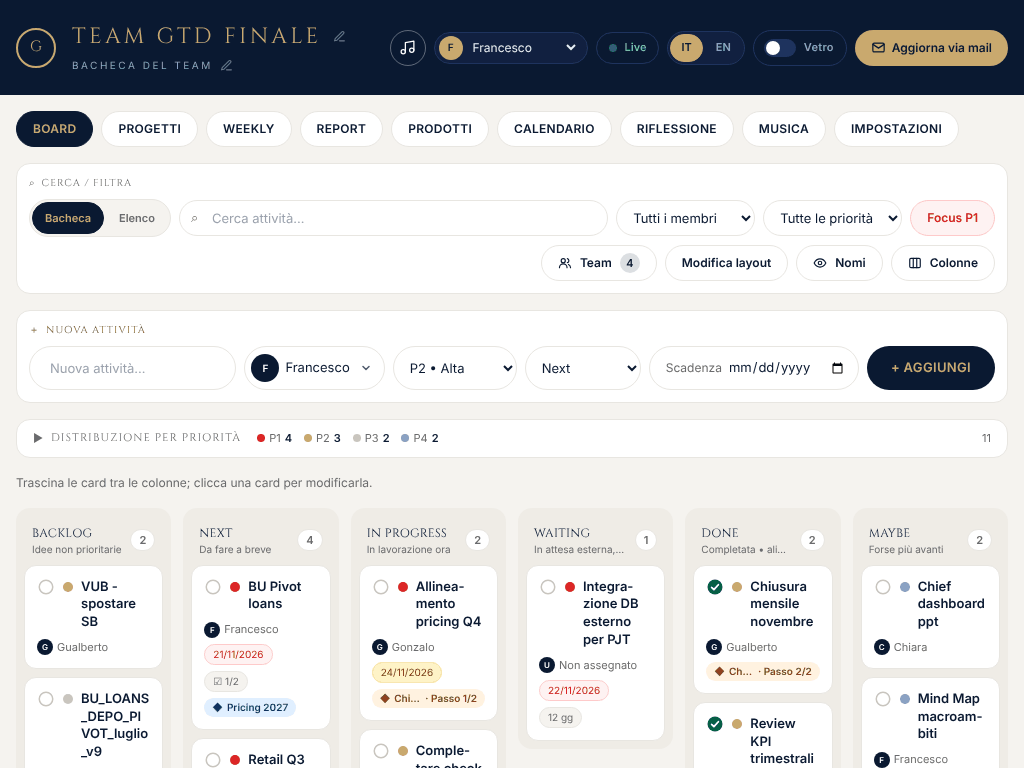 G
TEAM GTD FINALE
BACHECA DEL TEAM
F Francesco
Live
IT EN
Vetro
Aggiorna via mail
BOARD PROGETTI WEEKLY REPORT PRODOTTI CALENDARIO RIFLESSIONE MUSICA IMPOSTAZIONI
CERCA / FILTRA
Bacheca Elenco
Cerca attività...
Tutti i membri
Tutte le priorità
Focus P1
Team 4
Modifica layout
Nomi
Colonne
+ NUOVA ATTIVITÀ
Nuova attività...
F Francesco
P2 • Alta
Next
Scadenza mm/dd/yyyy
+ AGGIUNGI
▶ DISTRIBUZIONE PER PRIORITÀ P1 4 P2 3 P3 2 P4 2 11
Trascina le card tra le colonne; clicca una card per modificarla.
BACKLOG 2
Idee non prioritarie
VUB -
spostare
SB
G Gualberto
BU_LOANS
_DEPO_PI
VOT_luglio
_v9
NEXT 4
Da fare a breve
BU Pivot
loans
F Francesco
21/11/2026
☑ 1/2
◆ Pricing 2027
Retail Q3
IN PROGRESS 2
In lavorazione ora
Allinea-
mento
pricing Q4
G Gonzalo
24/11/2026
◆ Chi... · Passo 1/2
Comple-
tare check
WAITING 1
In attesa esterna,...
Integra-
zione DB
esterno
per PJT
U Non assegnato
22/11/2026
12 gg
DONE 2
Completata • ali...
Chiusura
mensile
novembre
G Gualberto
◆ Ch... · Passo 2/2
Review
KPI
trimestrali
MAYBE 2
Forse più avanti
Chief
dashboard
ppt
C Chiara
Mind Map
macroam-
biti
F Francesco